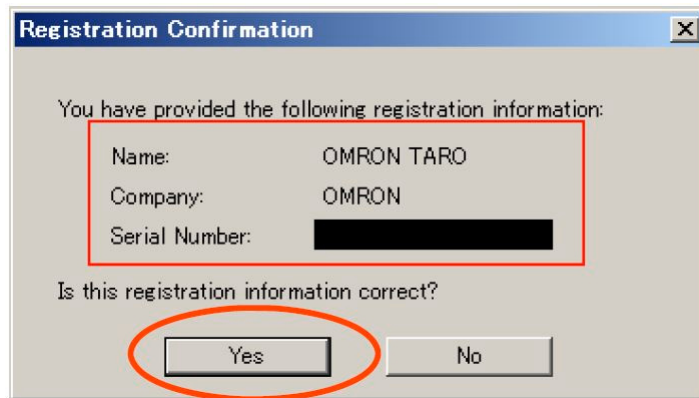 Registration Confirmation
You have provided the following registration information:
Name: OMRON TARO
Company: OMRON
Serial Number:
Is this registration information correct?
Yes No